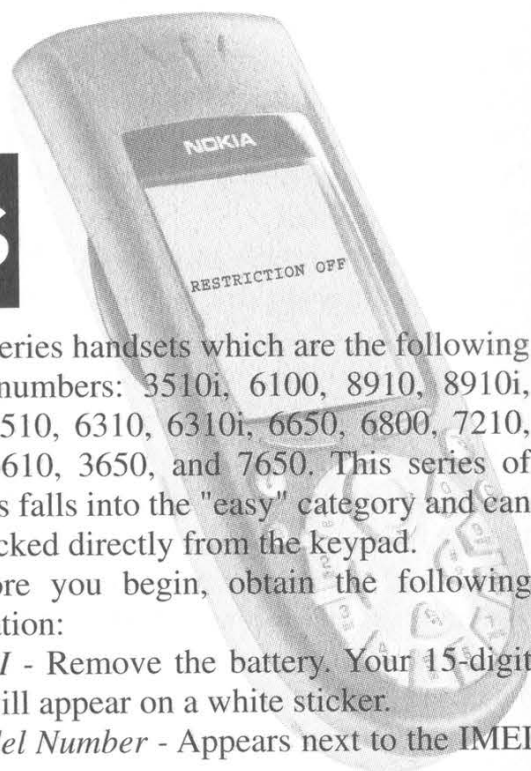 NOKIA
RESTRICTION OFF
S
eries handsets which are the following
numbers: 3510i, 6100, 8910, 8910i,
510, 6310, 6310i, 6650, 6800, 7210,
610, 3650, and 7650. This series of
s falls into the "easy" category and can
cked directly from the keypad.
re you begin, obtain the following
ation:
I - Remove the battery. Your 15-digit
ill appear on a white sticker.
el Number - Appears next to the IMEI